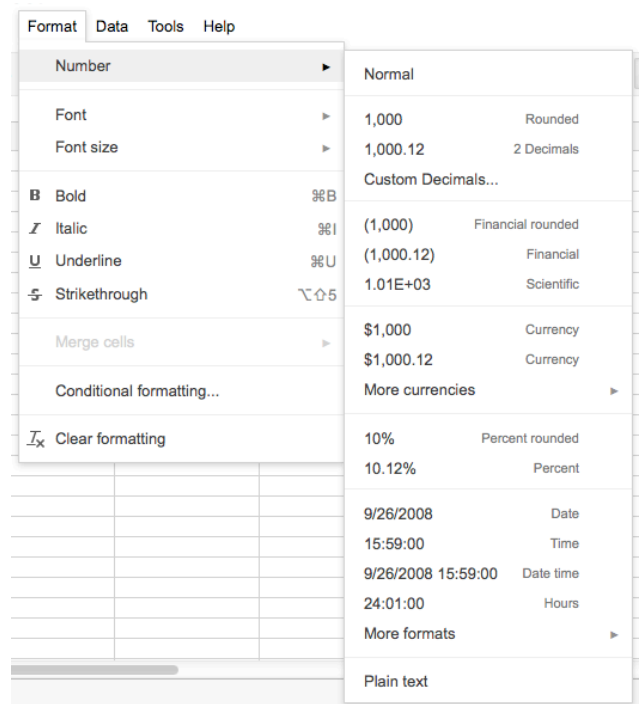 Format Data Tools Help
Number ►
Font ►
Font size ►
B Bold ⌘B
I Italic ⌘I
U Underline ⌘U
S Strikethrough ⌥⇧5
Merge cells ►
Conditional formatting...
Tx Clear formatting
Normal
1,000 Rounded
1,000.12 2 Decimals
Custom Decimals...
(1,000) Financial rounded
(1,000.12) Financial
1.01E+03 Scientific
$1,000 Currency
$1,000.12 Currency
More currencies ►
10% Percent rounded
10.12% Percent
9/26/2008 Date
15:59:00 Time
9/26/2008 15:59:00 Date time
24:01:00 Hours
More formats ►
Plain text